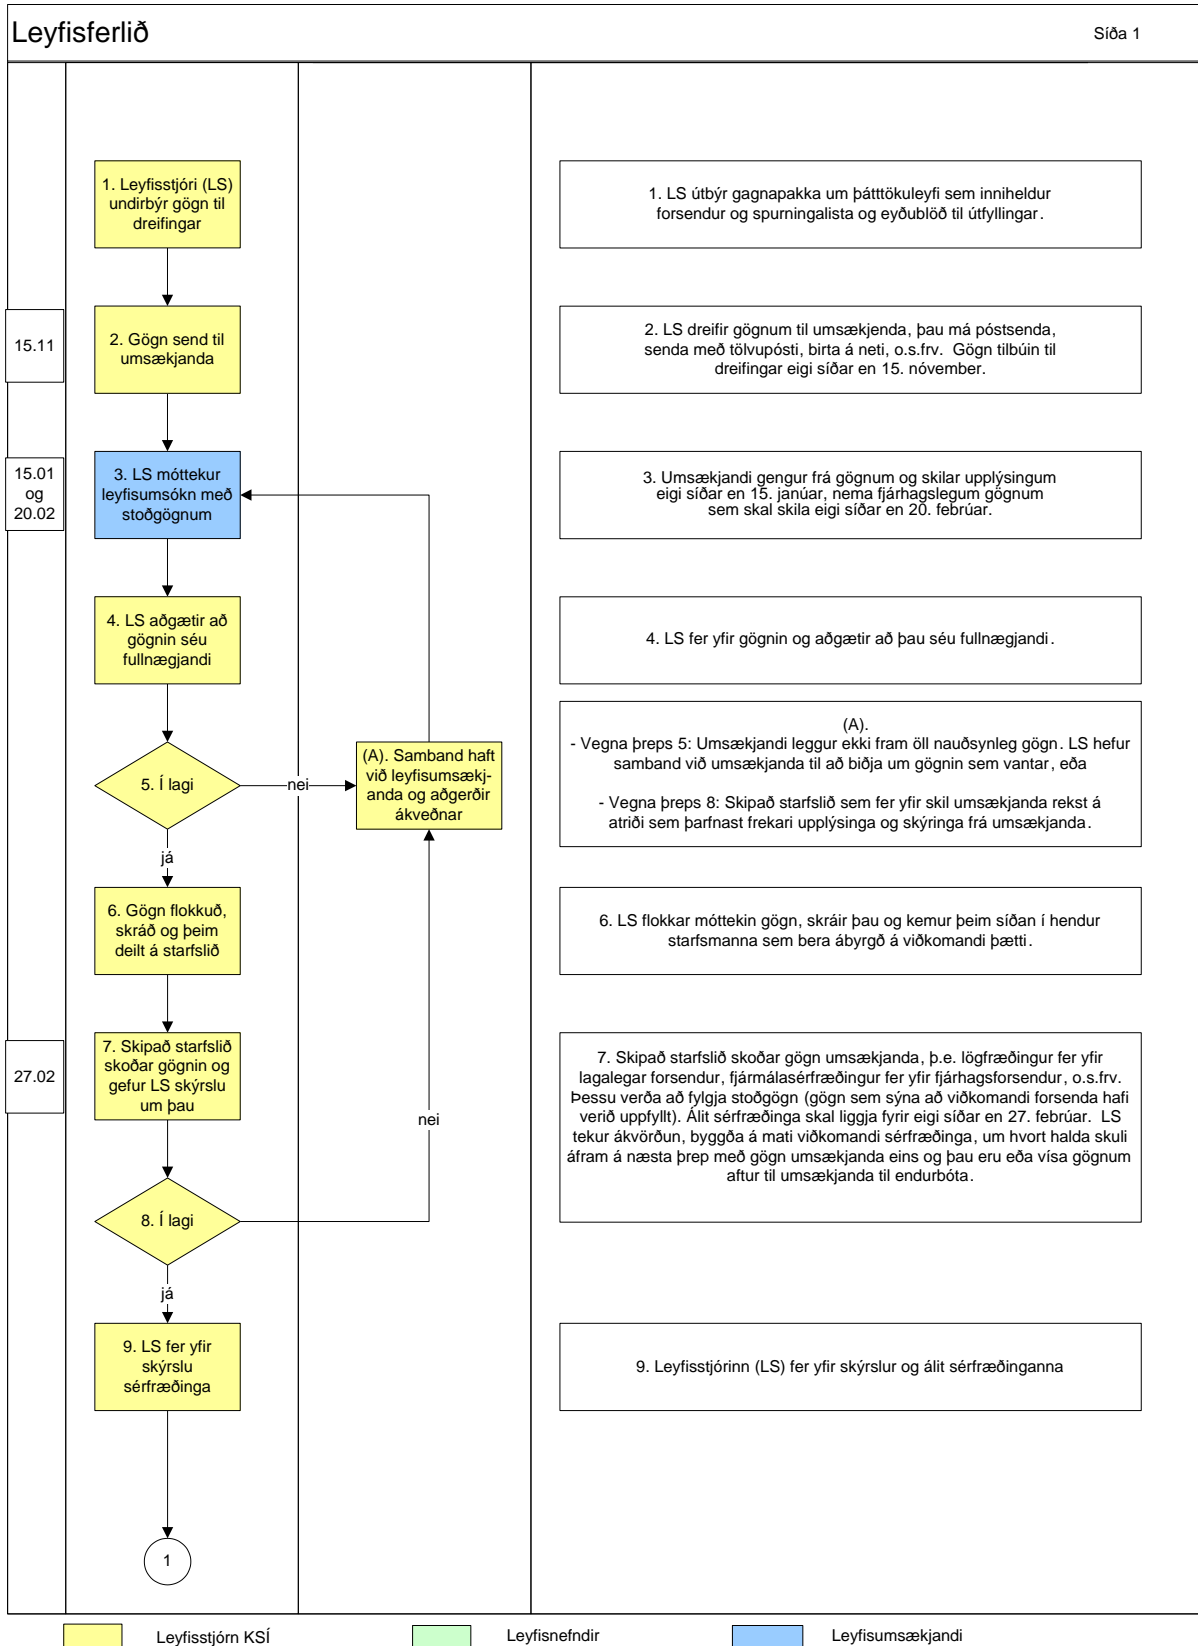 Leyfisferlið
Síða 1
1. Leyfisstjóri (LS)
undirbýr gögn til
dreifingar
1. LS útbýr gagnapakka um þátttökuleyfi sem inniheldur
forsendur og spurningalista og eyðublöð til útfyllingar.
15.11
2. Gögn send til
umsækjanda
2. LS dreifir gögnum til umsækjenda, þau má póstsenda,
senda með tölvupósti, birta á neti, o.s.frv. Gögn tilbúin til
dreifingar eigi síðar en 15. nóvember.
15.01
og
20.02
3. LS móttekur
leyfisumsókn með
stoðgögnum
3. Umsækjandi gengur frá gögnum og skilar upplýsingum
eigi síðar en 15. janúar, nema fjárhagslegum gögnum
sem skal skila eigi síðar en 20. febrúar.
4. LS aðgætir að
gögnin séu
fullnægjandi
4. LS fer yfir gögnin og aðgætir að þau séu fullnægjandi.
5. Í lagi
nei
(A). Samband haft
við leyfisumsækj-
anda og aðgerðir
ákveðnar
(A).
- Vegna þreps 5: Umsækjandi leggur ekki fram öll nauðsynleg gögn. LS hefur
samband við umsækjanda til að biðja um gögnin sem vantar, eða
- Vegna þreps 8: Skipað starfslið sem fer yfir skil umsækjanda rekst á
atriði sem þarfnast frekari upplýsinga og skýringa frá umsækjanda.
já
6. Gögn flokkuð,
skráð og þeim
deilt á starfslið
6. LS flokkar móttekin gögn, skráir þau og kemur þeim síðan í hendur
starfsmanna sem bera ábyrgð á viðkomandi þætti.
27.02
7. Skipað starfslið
skoðar gögnin og
gefur LS skýrslu
um þau
7. Skipað starfslið skoðar gögn umsækjanda, þ.e. lögfræðingur fer yfir
lagalegar forsendur, fjármálasérfræðingur fer yfir fjárhagsforsendur, o.s.frv.
Þessu verða að fylgja stoðgögn (gögn sem sýna að viðkomandi forsenda hafi
verið uppfyllt). Álit sérfræðinga skal liggja fyrir eigi síðar en 27. febrúar. LS
tekur ákvörðun, byggða á mati viðkomandi sérfræðinga, um hvort halda skuli
áfram á næsta þrep með gögn umsækjanda eins og þau eru eða vísa gögnum
aftur til umsækjanda til endurbóta.
nei
8. Í lagi
já
9. LS fer yfir
skýrslu
sérfræðinga
9. Leyfisstjórinn (LS) fer yfir skýrslur og álit sérfræðinganna
1
Leyfisstjórn KSÍ
Leyfisnefndir
Leyfisumsækjandi